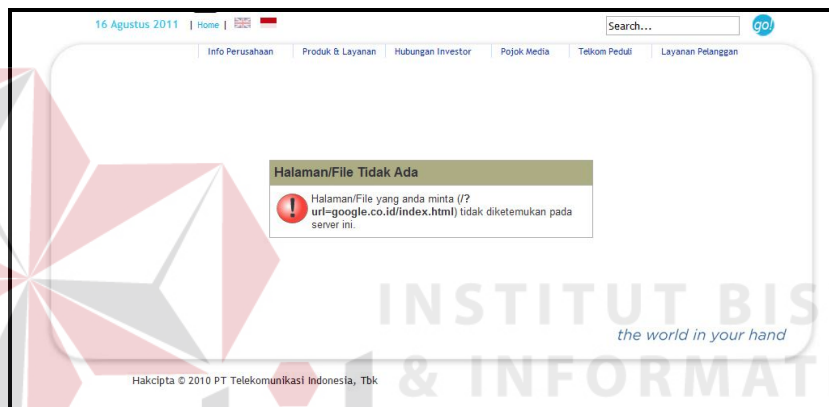 16 Agustus 2011 | Home |
Search...
go!
Info Perusahaan Produk & Layanan Hubungan Investor Pojok Media Telkom Peduli Layanan Pelanggan
Halaman/File Tidak Ada
Halaman/File yang anda minta (/?
url=google.co.id/index.html) tidak diketemukan pada
server ini.
INSTITUT BIS
the world in your hand
& INFORMAT
Hakcipta © 2010 PT Telekomunikasi Indonesia, Tbk